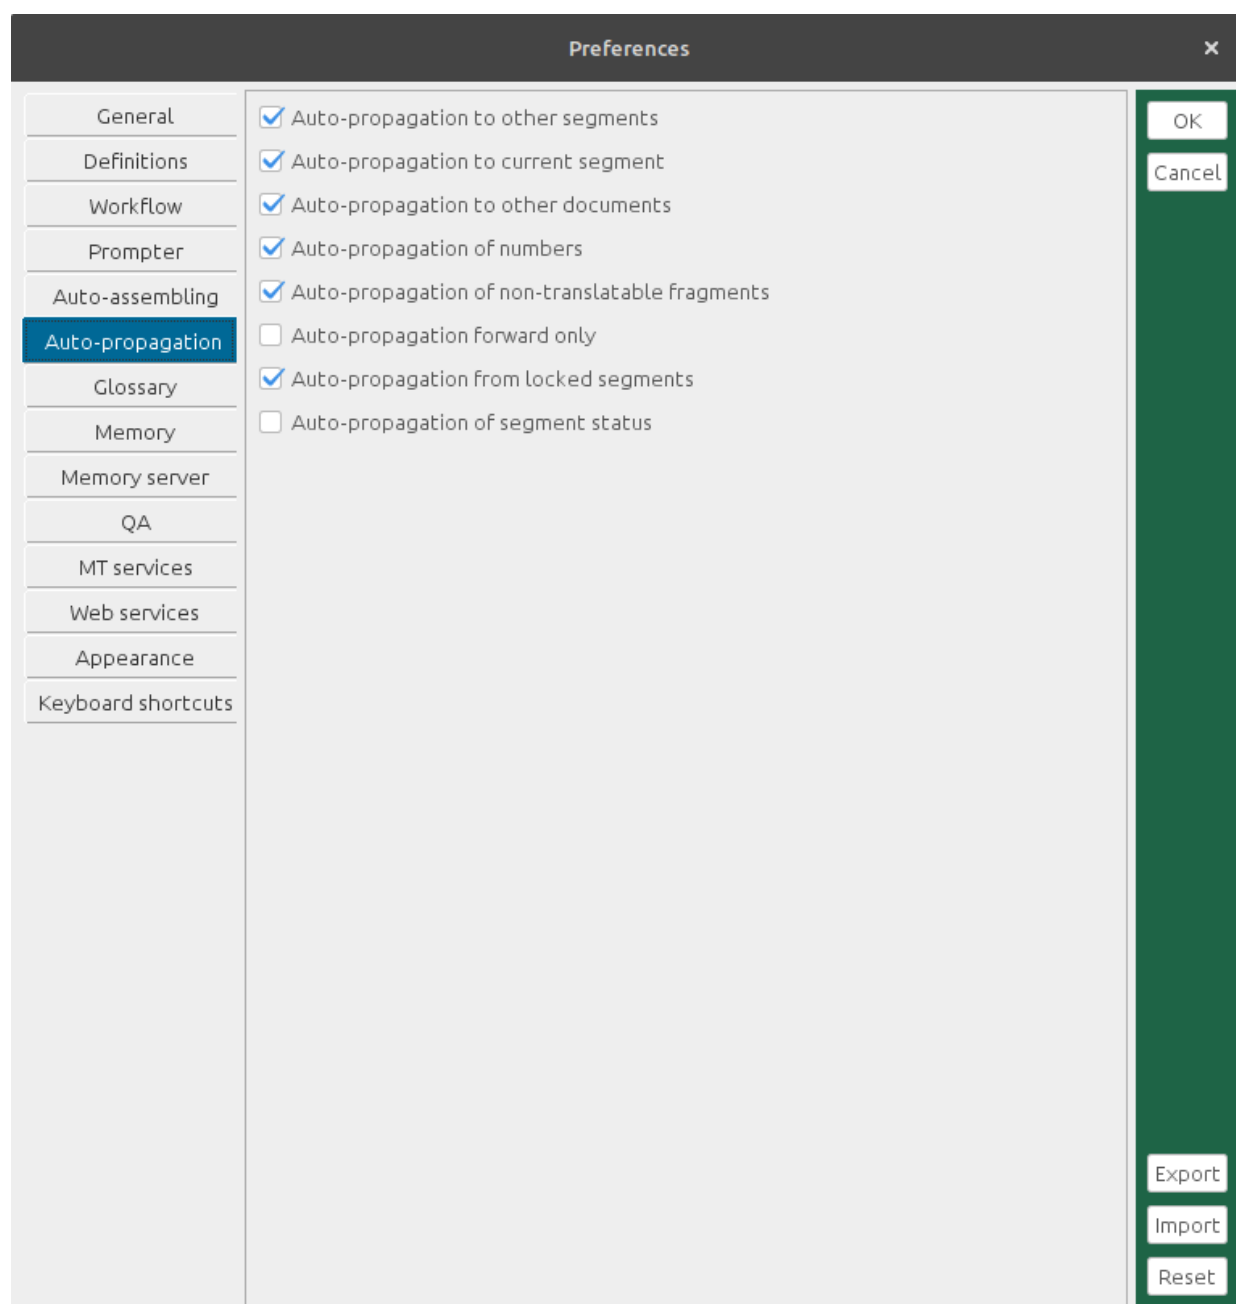 Preferences
General
Definitions
Workflow
Prompter
Auto-assembling
Auto-propagation
Glossary
Memory
Memory server
QA
MT services
Web services
Appearance
Keyboard shortcuts
Auto-propagation to other segments
Auto-propagation to current segment
Auto-propagation to other documents
Auto-propagation of numbers
Auto-propagation of non-translatable fragments
Auto-propagation forward only
Auto-propagation from locked segments
Auto-propagation of segment status
OK
Cancel
Export
Import
Reset